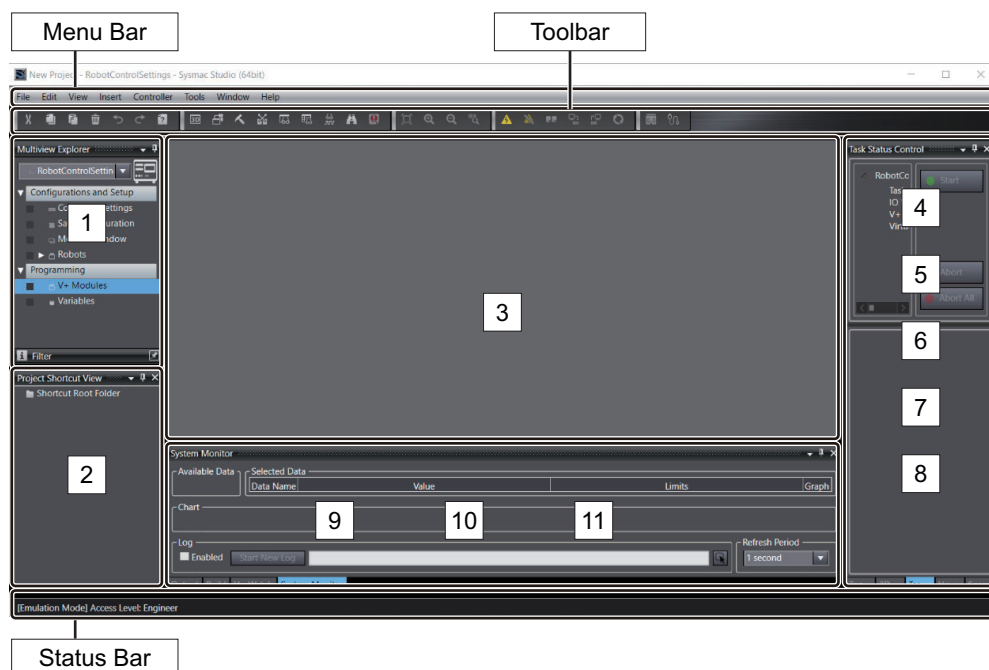 Menu Bar
Toolbar
New Project - RobotControlSettings - Sysmac Studio (64bit)
File Edit View Insert Controller Tools Window Help
Multiview Explorer
RobotControlSettin
Configurations and Setup
1
Robots
Programming
V+ Modules
Variables
Filter
Project Shortcut View
Shortcut Root Folder
2
3
System Monitor
Available Data
Selected Data
Data Name Value Limits Graph
Chart
9 10 11
Log
Enabled Start New Log
Refresh Period
1 second
Task Status Control
RobotCo
Start
IO
V+
4
5
Abort
Abort All
6
7
8
[Emulation Mode] Access Level: Engineer
Status Bar